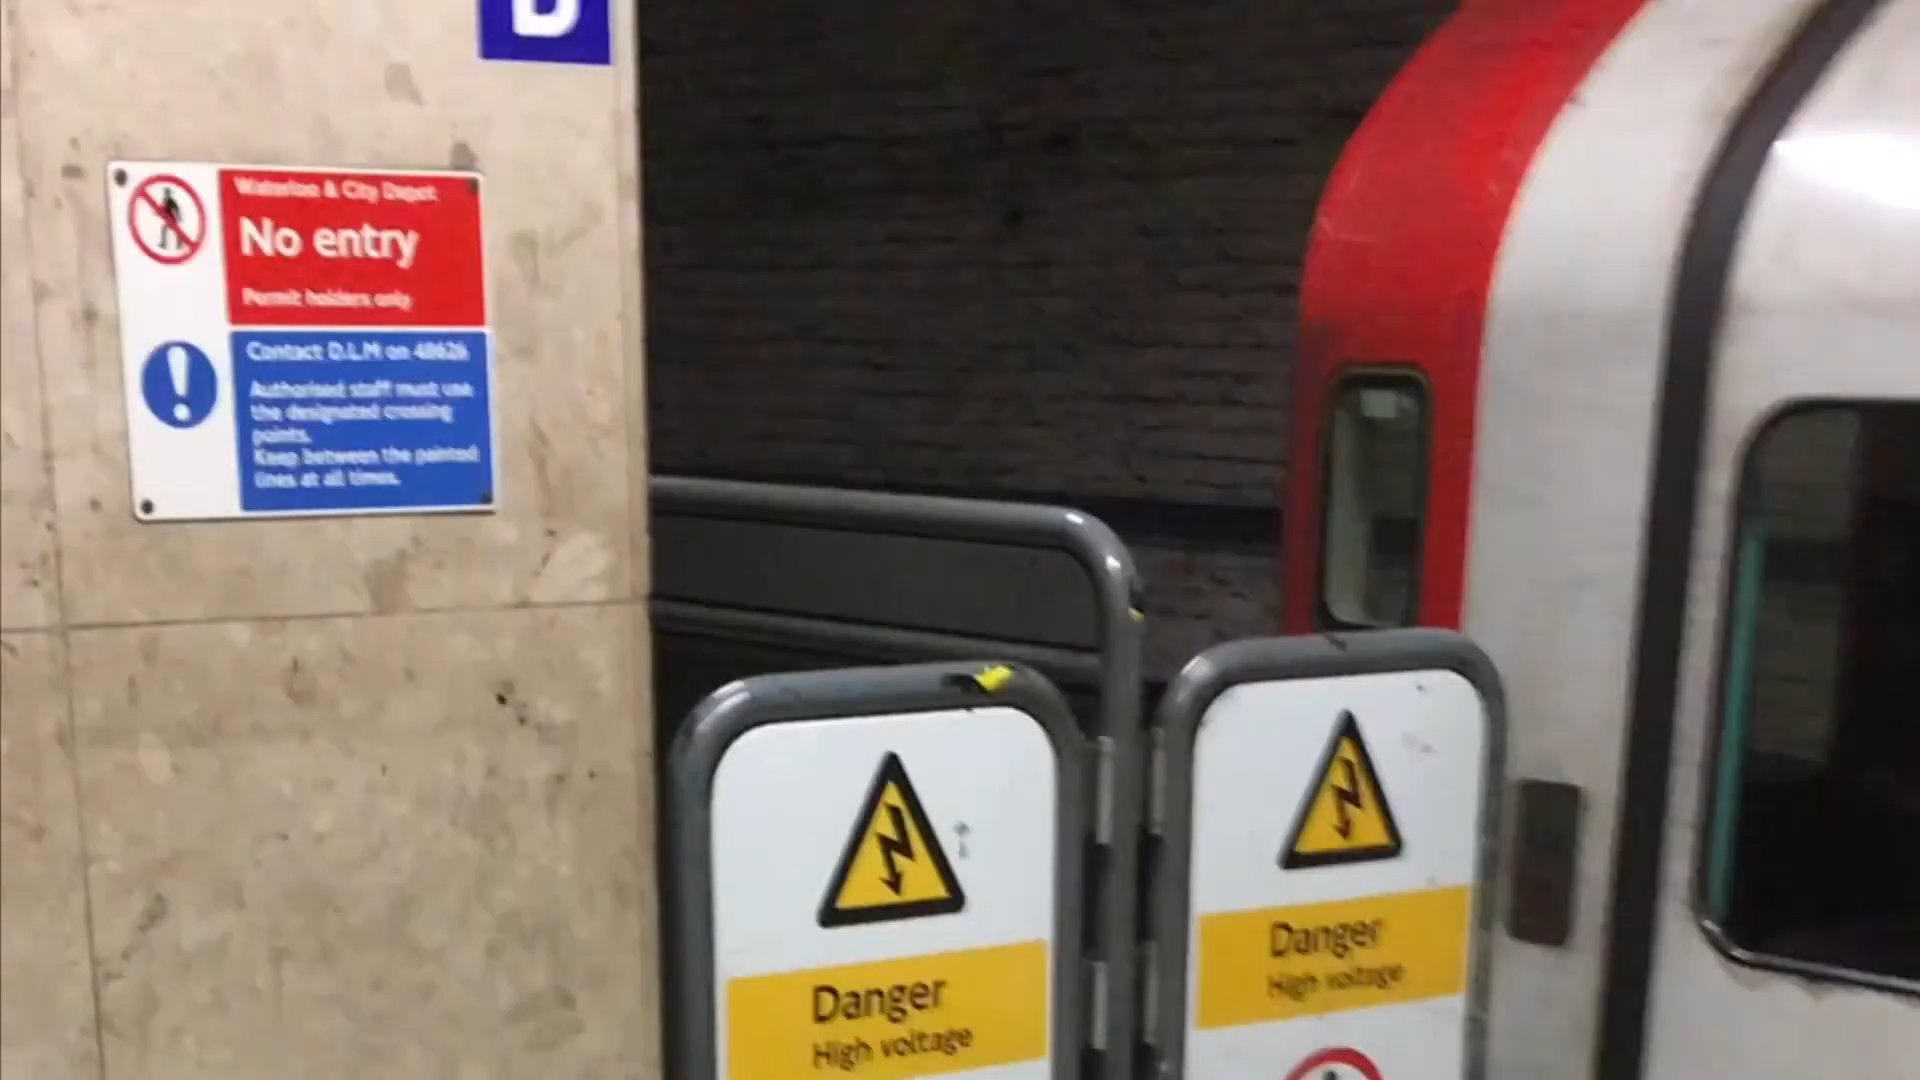 D
Waterloo & City Depot
No entry
Permit holders only
Contact D.L.M on 48626
Authorised staff must use
the designated crossing
points.
Keep between the painted
lines at all times.
Danger
High voltage
Danger
High voltage